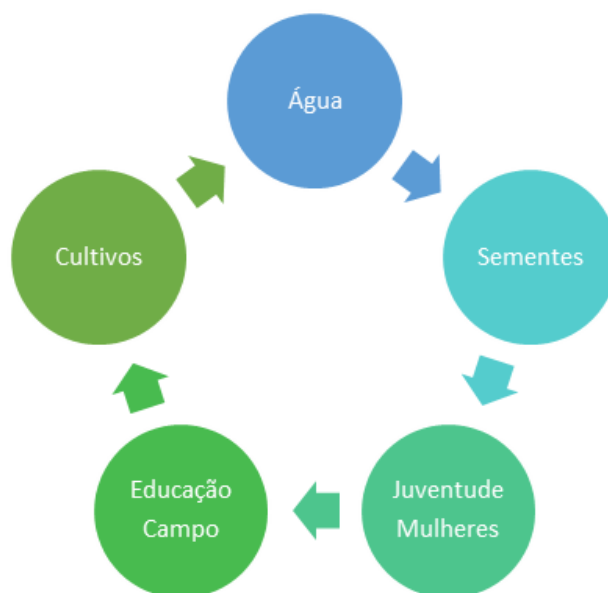 Água
Sementes
Juventude
Mulheres
Educação
Campo
Cultivos